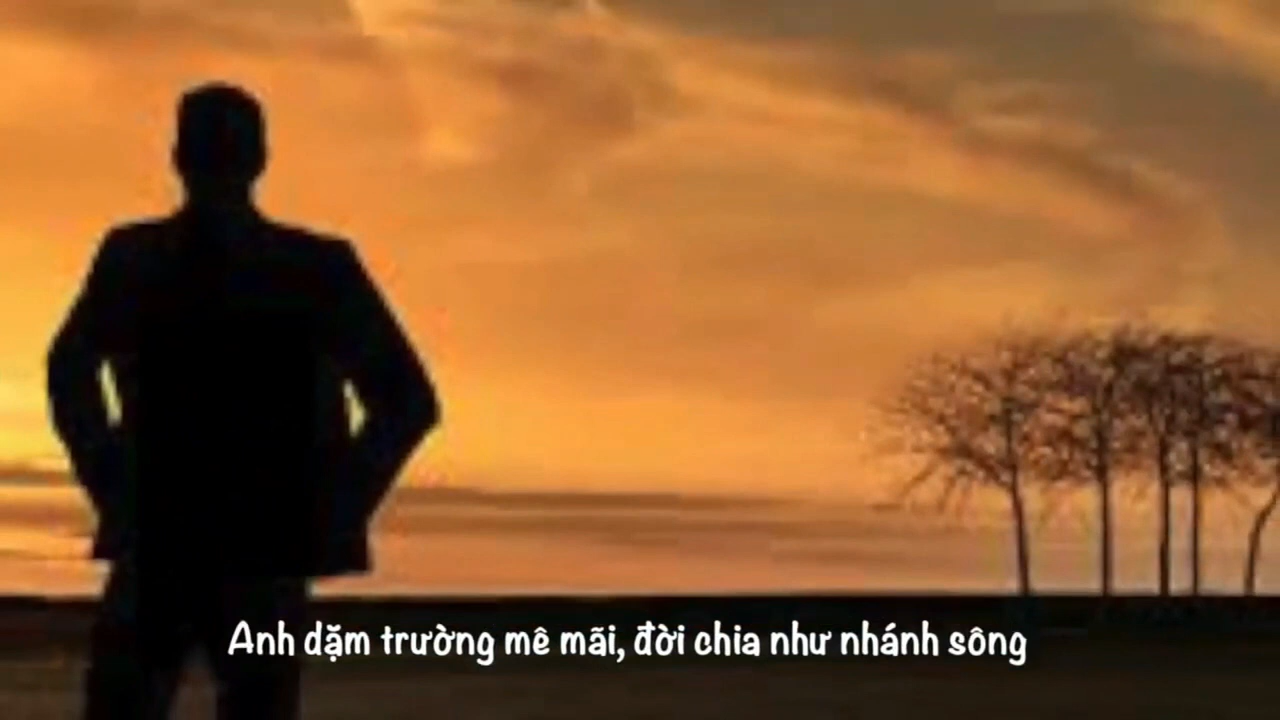 Anh dặm trường mê mãi, đời chia như nhánh sông